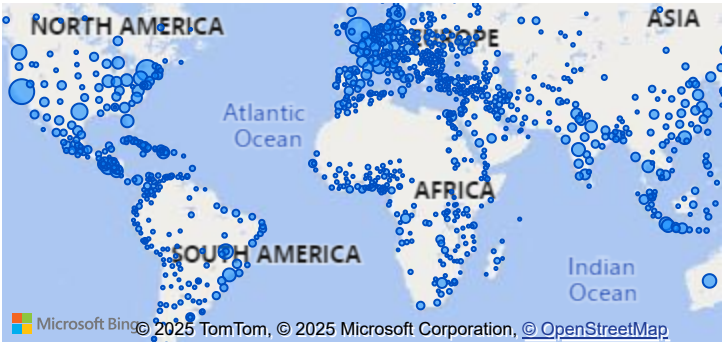 NORTH AMERICA
ASIA
EUROPE
Atlantic
Ocean
AFRICA
SOUTH AMERICA
Indian
Ocean
Microsoft Bing
© 2025 TomTom, © 2025 Microsoft Corporation, © OpenStreetMap